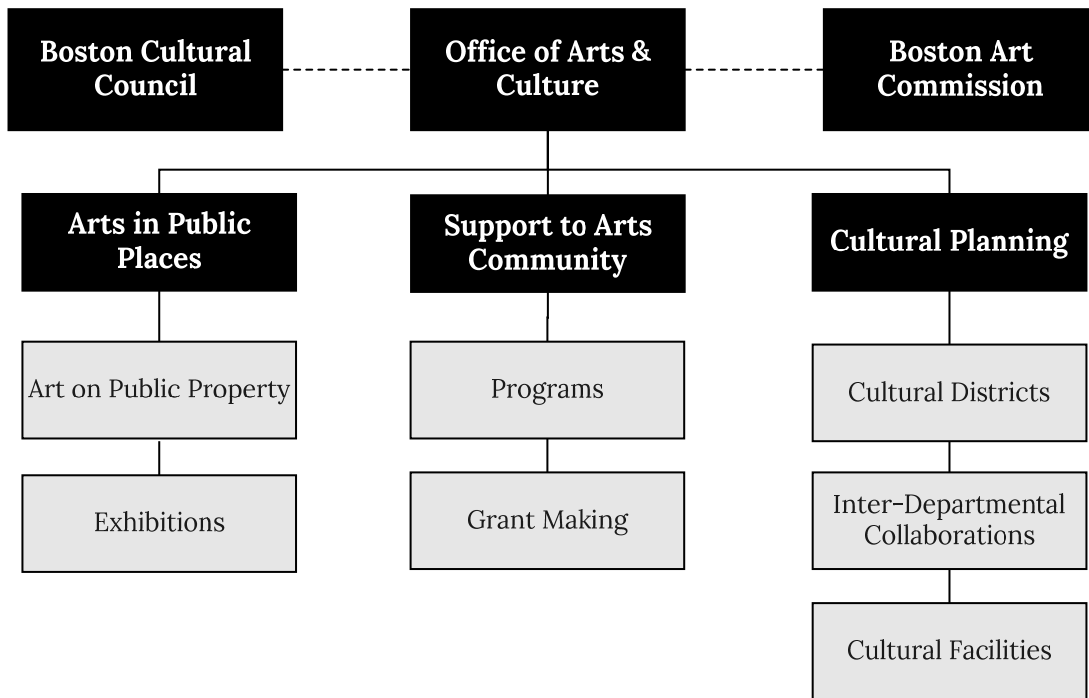 Boston Cultural
Council
Office of Arts &
Culture
Boston Art
Commission
Arts in Public
Places
Support to Arts
Community
Cultural Planning
Art on Public Property
Programs
Cultural Districts
Exhibitions
Grant Making
Inter-Departmental
Collaborations
Cultural Facilities